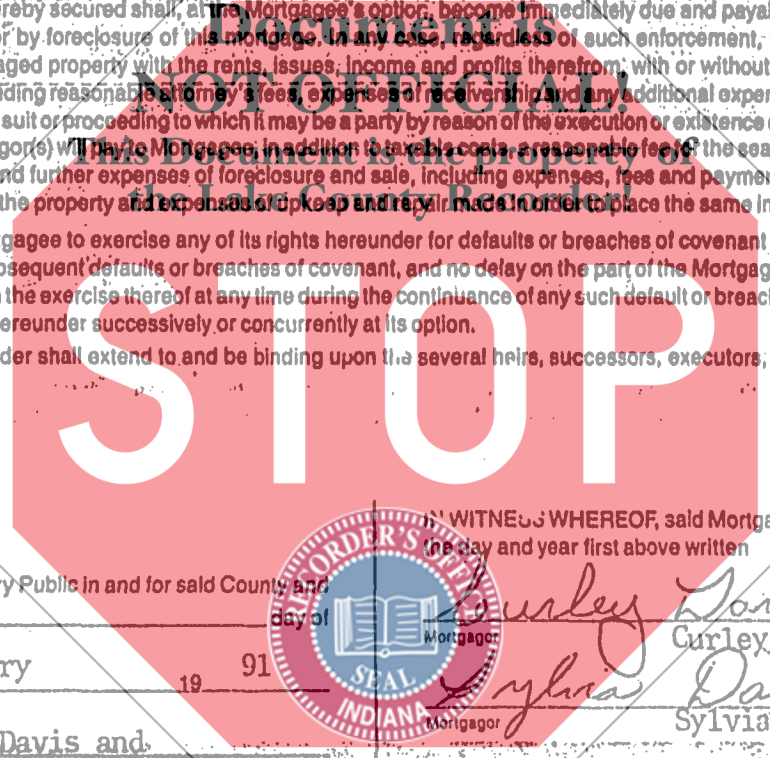 reby secured shall, at the Mortgagee's option, become immediately due and payab
Document is
r by foreclosure of this mortgage. In any case, regardless of such enforcement,
aged property with the rents, issues, income and profits therefrom, with or without
NOT OFFICIAL!
ding reasonable attorney's fees, expenses of receivership and any additional expen
suit or proceeding to which it may be a party by reason of the execution or existence
gor(s) will pay to Mortgagee, in addition to taxable costs, a reasonable fee of the sea
This Document is the property of
nd further expenses of foreclosure and sale, including expenses, fees and payme
the Lake County Recorder!
the property and expenses of upkeep and repair made in order to place the same in
gagee to exercise any of its rights hereunder for defaults or breaches of covenant
bsequent defaults or breaches of covenant, and no delay on the part of the Mortgag
the exercise thereof at any time during the continuance of any such default or breac
ereunder successively or concurrently at its option.
der shall extend to and be binding upon the several heirs, successors, executors,
STOP
IN WITNESS WHEREOF, said Mortga
the day and year first above written
ry Public in and for said County and
day of
RECORDER'S OFFICE
SEAL
INDIANA
Curley Da
Mortgagor
Curley
ry
19 91
Sylvia Da
Mortgagor
Sylvia
Davis and